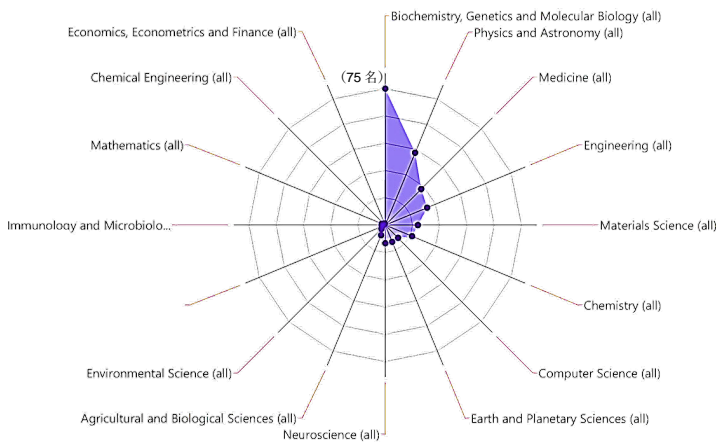 Biochemistry, Genetics and Molecular Biology (all)
Economics, Econometrics and Finance (all)
Physics and Astronomy (all)
Chemical Engineering (all)
(75 名)
Medicine (all)
Mathematics (all)
Engineering (all)
Immunology and Microbiolo...
Materials Science (all)
Chemistry (all)
Environmental Science (all)
Computer Science (all)
Agricultural and Biological Sciences (all)
Earth and Planetary Sciences (all)
Neuroscience (all)